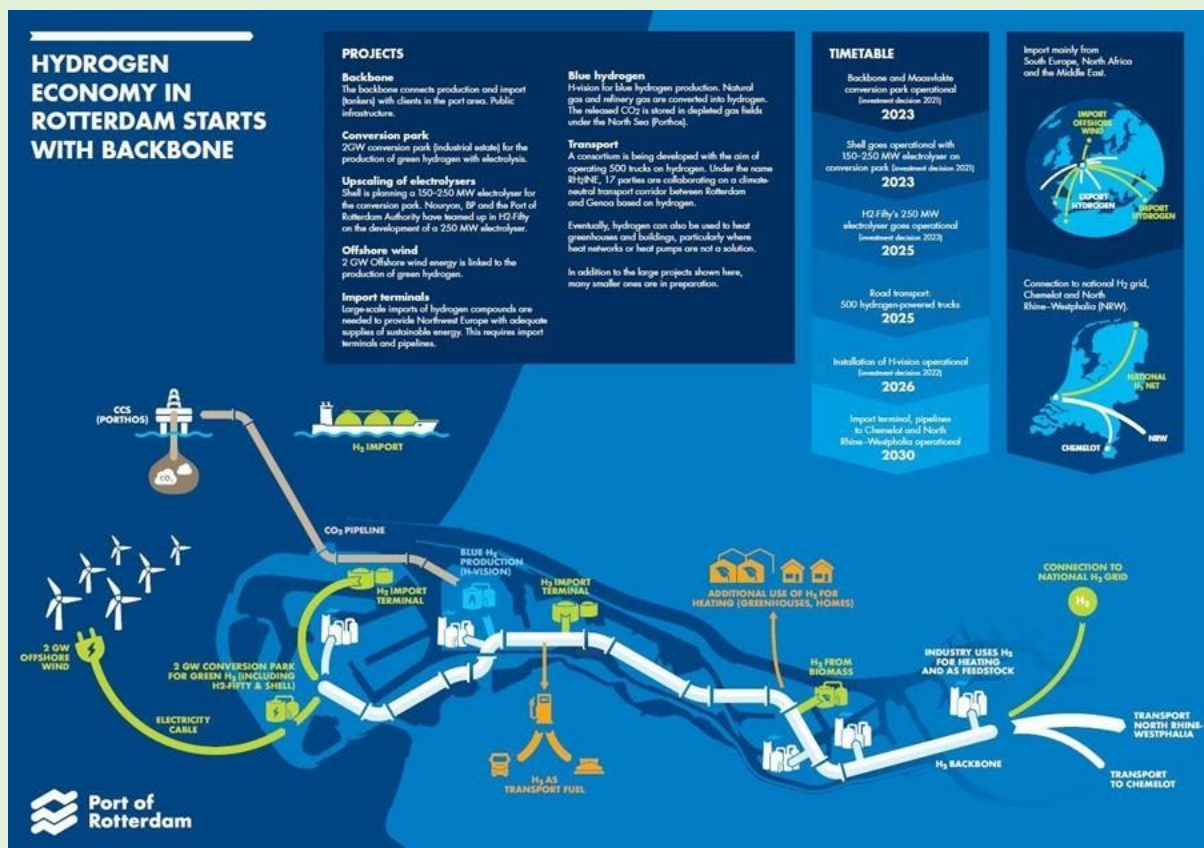 HYDROGEN
ECONOMY IN
ROTTERDAM STARTS
WITH BACKBONE
PROJECTS
Backbone
The backbone connects production and import
(tankers) with clients in the port area. Public
infrastructure.
Conversion park
2GW conversion park (industrial estate) for the
production of green hydrogen with electrolysis.
Upscaling of electrolysers
Shell is planning a 150–250 MW electrolyser for
the conversion park. Nouryon, BP and the Port of
Rotterdam Authority have teamed up in H2-Fifty
on the development of a 250 MW electrolyser.
Offshore wind
2 GW Offshore wind energy is linked to the
production of green hydrogen.
Import terminals
Large-scale imports of hydrogen compounds are
needed to provide Northwest Europe with adequate
supplies of sustainable energy. This requires import
terminals and pipelines.
Blue hydrogen
H-vision for blue hydrogen production. Natural
gas and refinery gas are converted into hydrogen.
The released CO₂ is stored in depleted gas fields
under the North Sea (Porthos).
Transport
A consortium is being developed with the aim of
operating 500 trucks on hydrogen. Under the name
RH₂INE, 17 parties are collaborating on a climate-
neutral transport corridor between Rotterdam
and Genoa based on hydrogen.
Eventually, hydrogen can also be used to heat
greenhouses and buildings, particularly where
heat networks or heat pumps are not a solution.
In addition to the large projects shown here,
many smaller ones are in preparation.
TIMETABLE
Backbone and Maasvlakte
conversion park operational
(investment decision 2021)
2023
Shell goes operational with
150–250 MW electrolyser on
conversion park (investment decision 2021)
2023
H2-Fifty's 250 MW
electrolyser goes operational
(investment decision 2023)
2025
Road transport:
500 hydrogen-powered trucks
2025
Installation of H-vision operational
(investment decision 2022)
2026
Import terminal, pipelines
to Chemelot and North
Rhine–Westphalia operational
2030
Import mainly from
South Europe, North Africa
and the Middle East.
IMPORT
OFFSHORE
WIND
EXPORT
HYDROGEN
IMPORT
HYDROGEN
Connection to national H₂ grid,
Chemelot and North
Rhine–Westphalia (NRW).
NATIONAL
H₂ NET
NRW
CHEMELOT
CCS
(PORTHOS)
CO₂
H₂ IMPORT
CO₂ PIPELINE
BLUE H₂
PRODUCTION
(H-VISION)
H₂ IMPORT
TERMINAL
H₂ IMPORT
TERMINAL
ADDITIONAL USE OF H₂ FOR
HEATING (GREENHOUSES, HOMES)
CONNECTION TO
NATIONAL H₂ GRID
H₂
2 GW
OFFSHORE
WIND
2 GW CONVERSION PARK
FOR GREEN H₂ (INCLUDING
H2-FIFTY & SHELL)
H₂ FROM
BIOMASS
INDUSTRY USES H₂
FOR HEATING
AND AS FEEDSTOCK
ELECTRICITY
CABLE
H₂ AS
TRANSPORT FUEL
H₂ BACKBONE
TRANSPORT
NORTH RHINE-
WESTPHALIA
TRANSPORT
TO CHEMELOT
Port of
Rotterdam